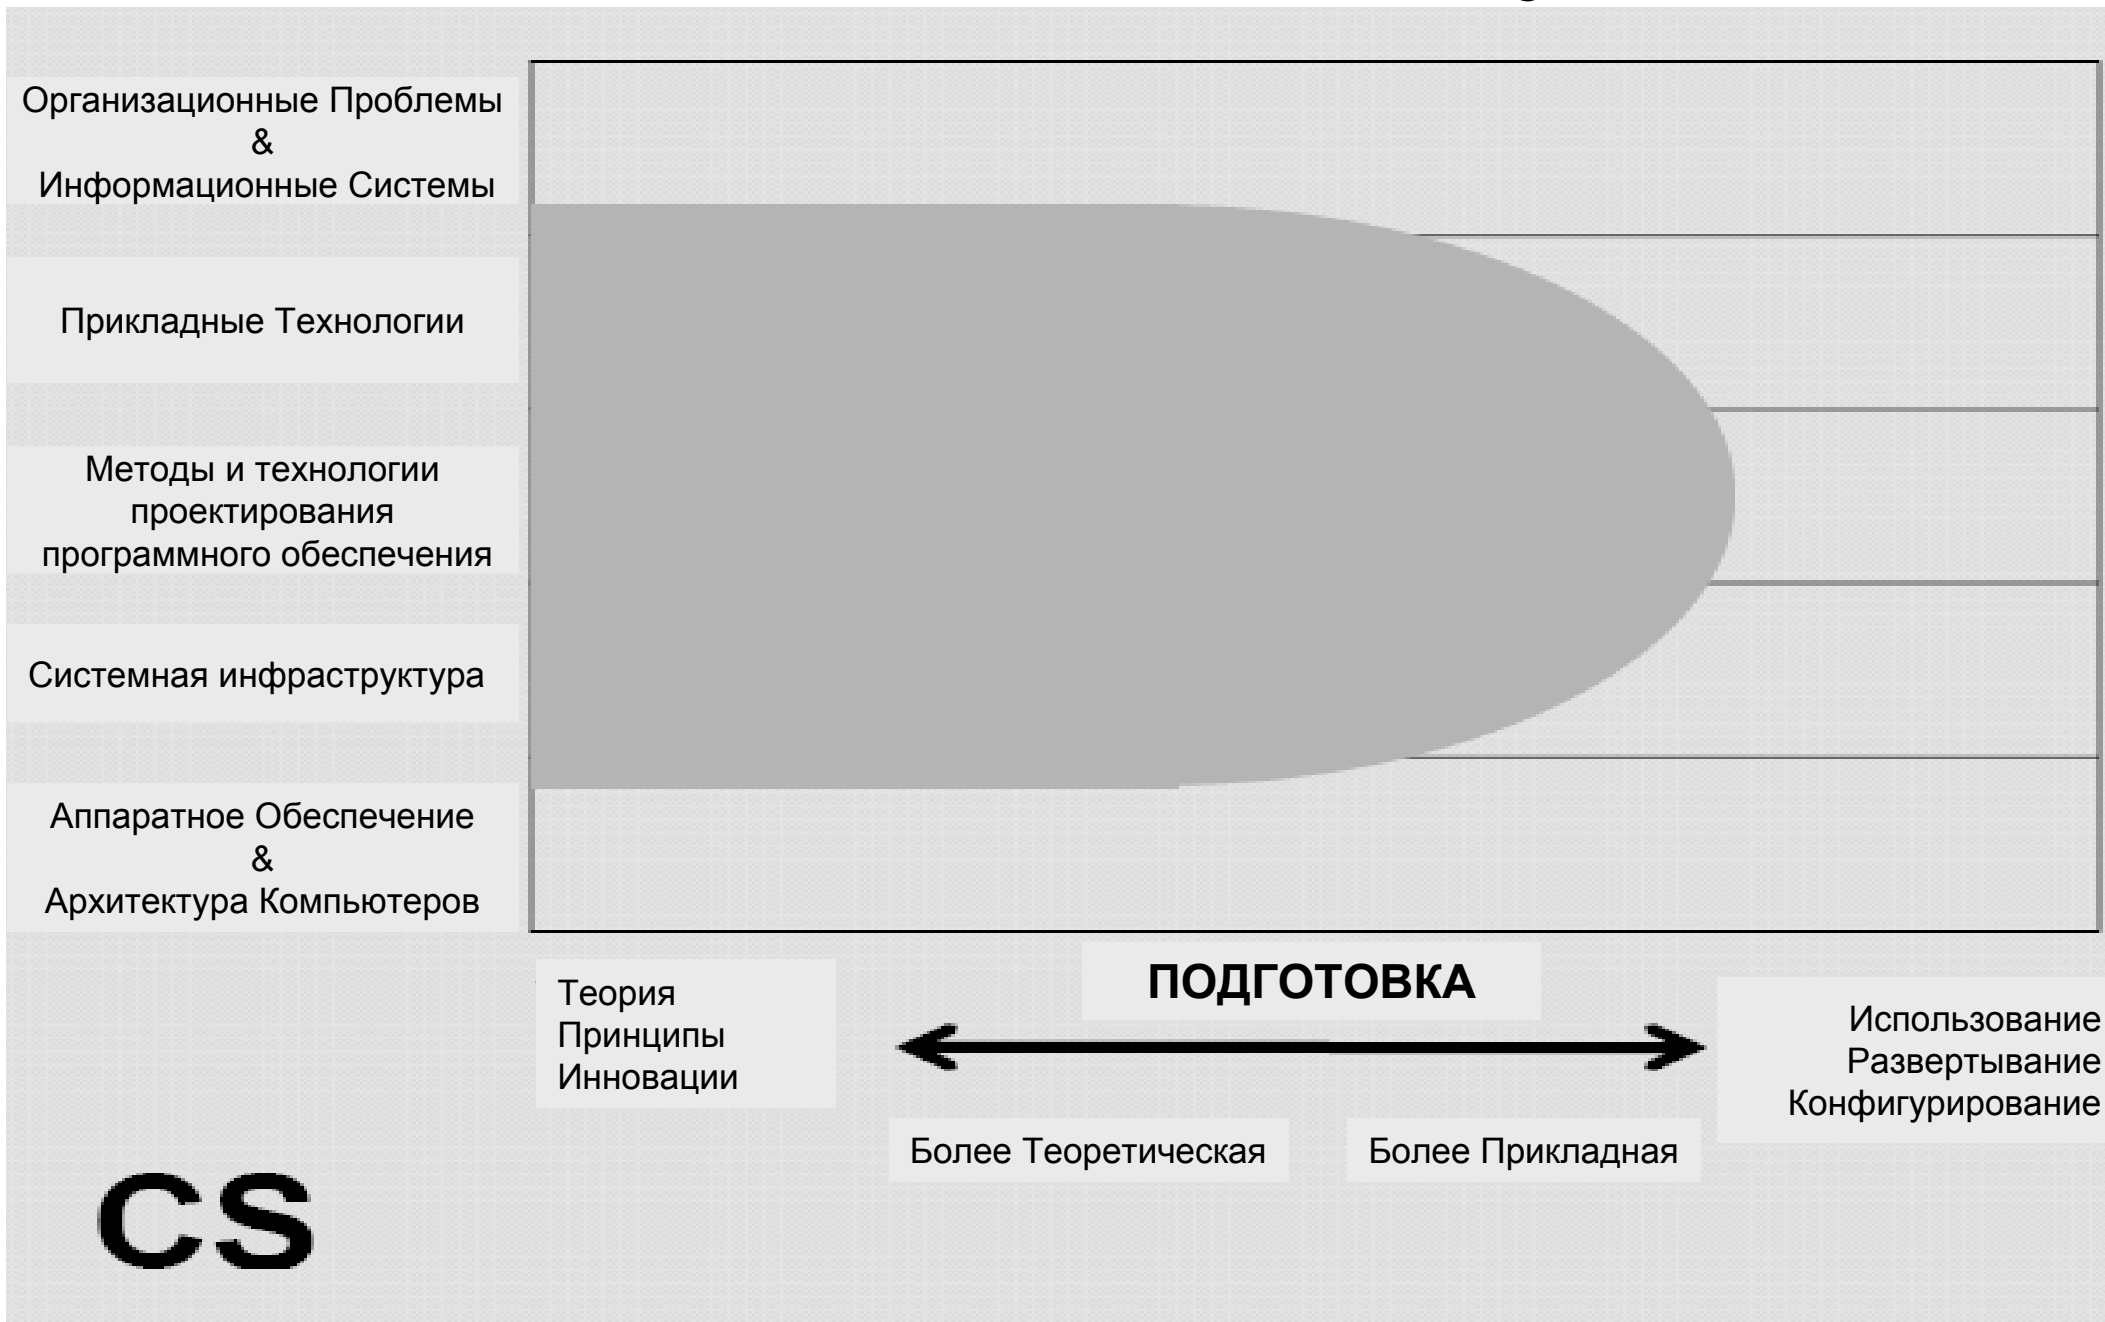 Организационные Проблемы
&
Информационные Системы
Прикладные Технологии
Методы и технологии
проектирования
программного обеспечения
Системная инфраструктура
Аппаратное Обеспечение
&
Архитектура Компьютеров
Теория
Принципы
Инновации
ПОДГОТОВКА
Использование
Развертывание
Конфигурирование
Более Теоретическая
Более Прикладная
CS